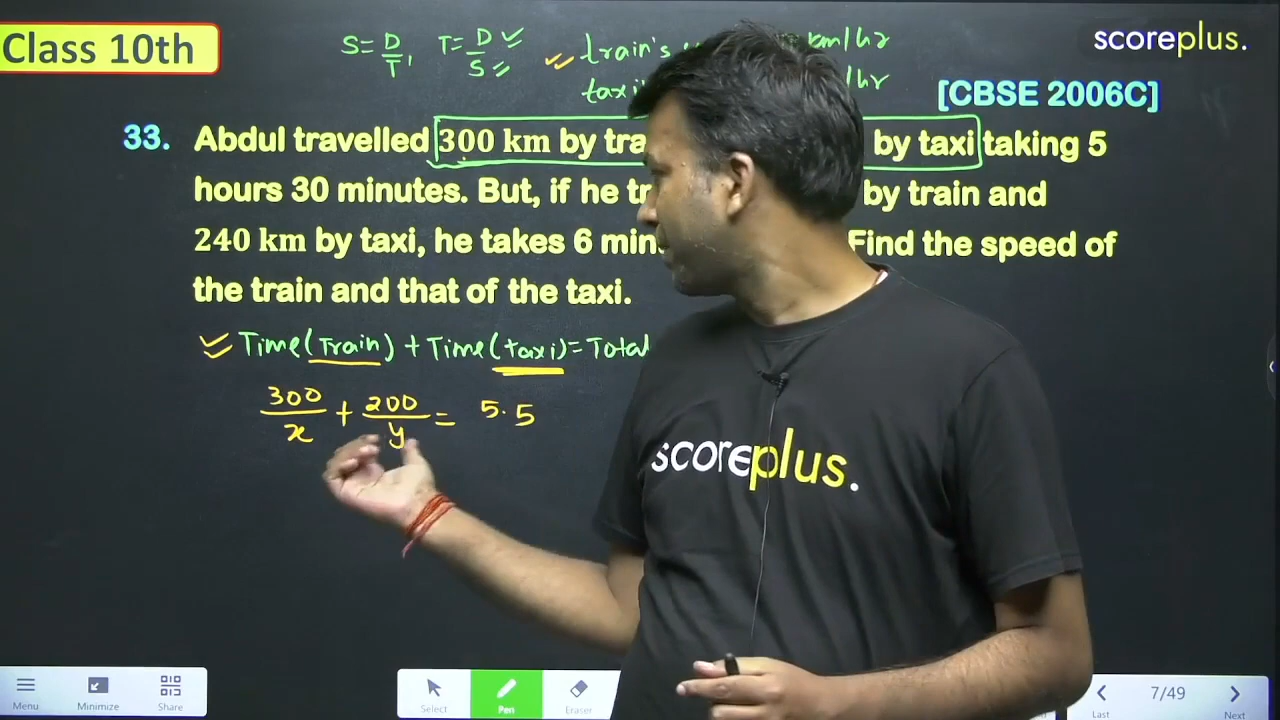 Class 10th
S=D/T, T=D/S
train's km/hr
taxi /hr
scoreplus.
[CBSE 2006C]
33. Abdul travelled 300 km by by taxi taking 5
hours 30 minutes. But, if he by train and
240 km by taxi, he takes 6 Find the speed of
the train and that of the taxi.
Time(Train) + Time(taxi)=Total
300/x + 200/y = 5.5
scoreplus.
Menu Minimize Share Select Pen Eraser Last 7/49 Next